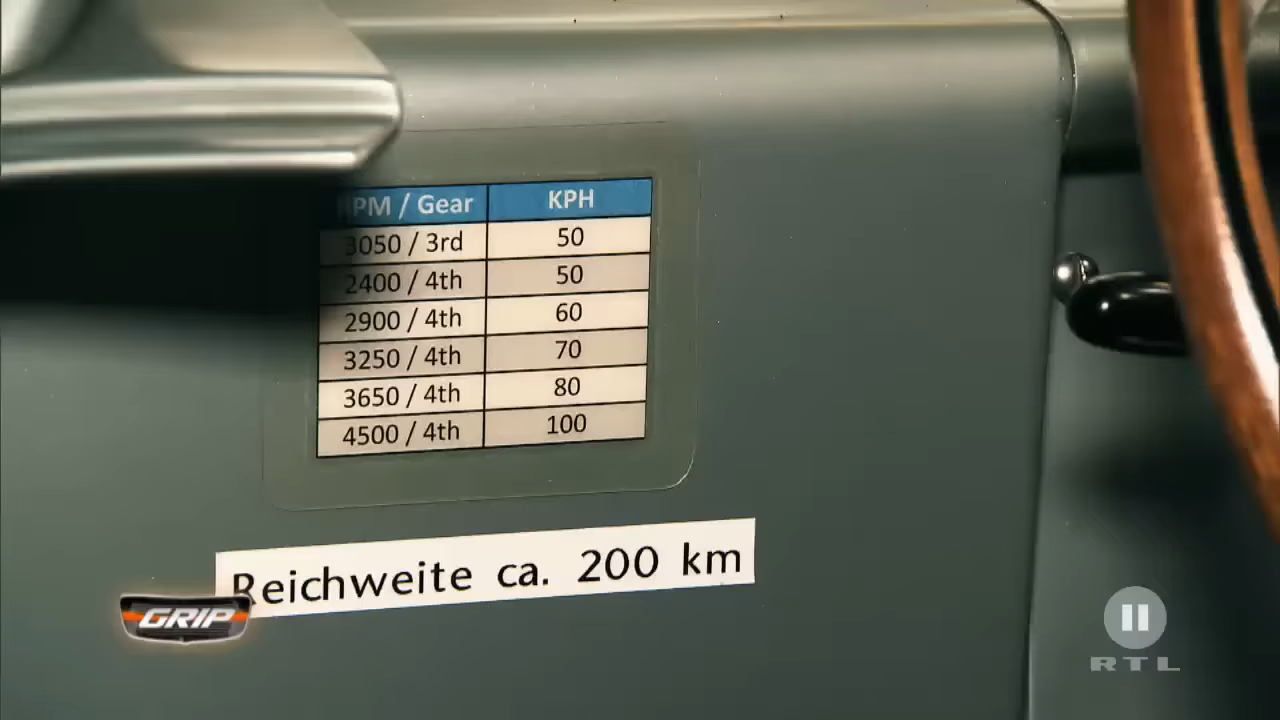 RPM / Gear KPH
3050 / 3rd 50
2400 / 4th 50
2900 / 4th 60
3250 / 4th 70
3650 / 4th 80
4500 / 4th 100
Reichweite ca. 200 km
GRIP
RTL